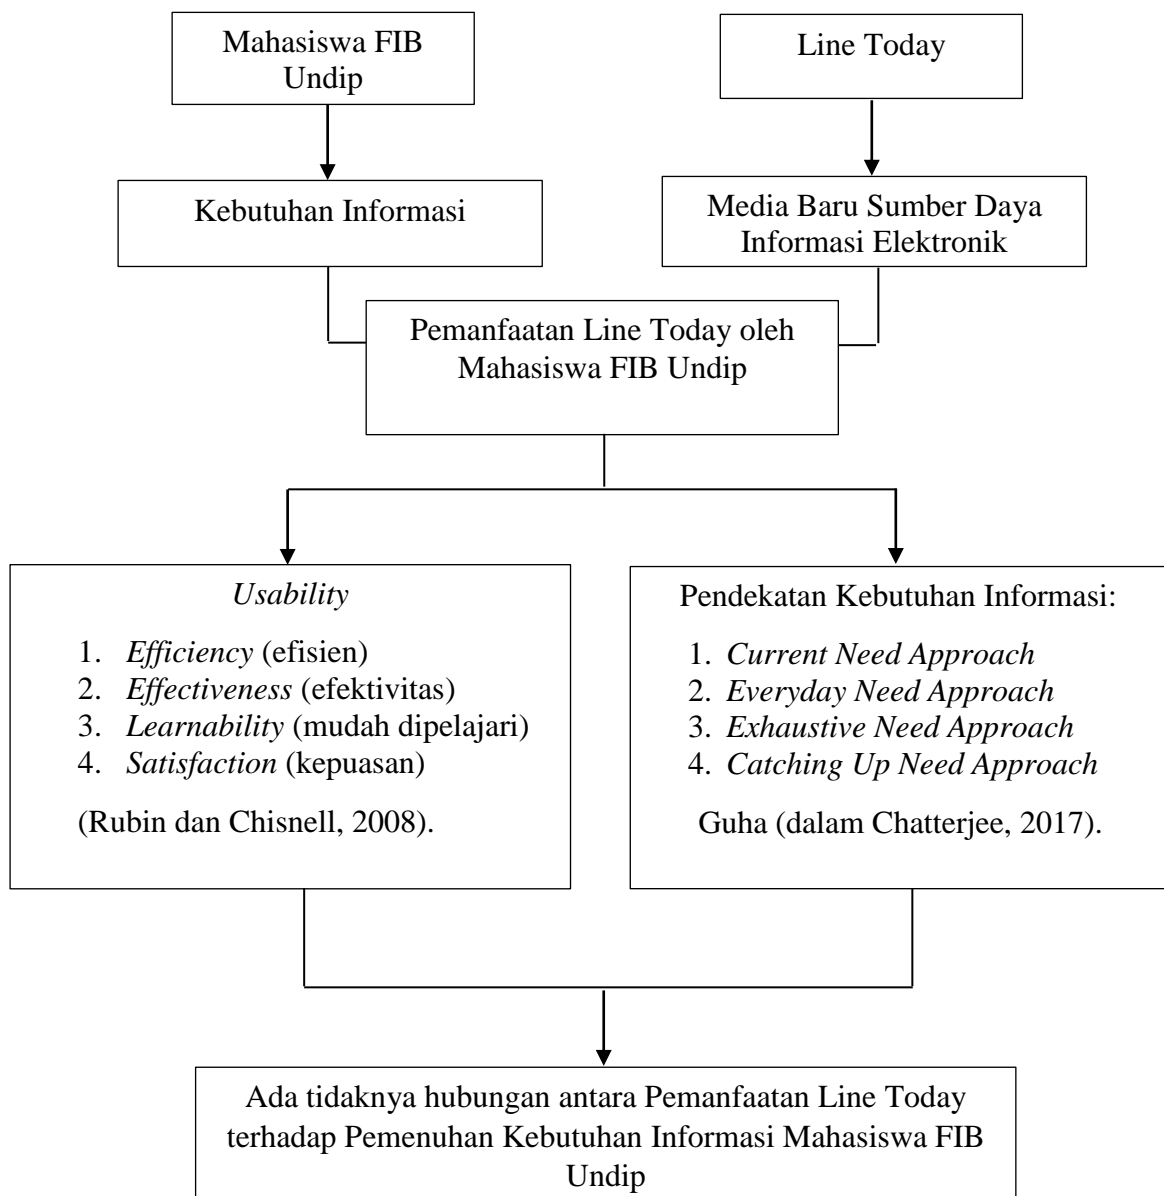 Mahasiswa FIB
Undip
Line Today
Kebutuhan Informasi
Media Baru Sumber Daya
Informasi Elektronik
Pemanfaatan Line Today oleh
Mahasiswa FIB Undip
Usability
1. Efficiency (efisien)
2. Effectiveness (efektivitas)
3. Learnability (mudah dipelajari)
4. Satisfaction (kepuasan)
(Rubin dan Chisnell, 2008).
Pendekatan Kebutuhan Informasi:
1. Current Need Approach
2. Everyday Need Approach
3. Exhaustive Need Approach
4. Catching Up Need Approach
Guha (dalam Chatterjee, 2017).
Ada tidaknya hubungan antara Pemanfaatan Line Today
terhadap Pemenuhan Kebutuhan Informasi Mahasiswa FIB
Undip